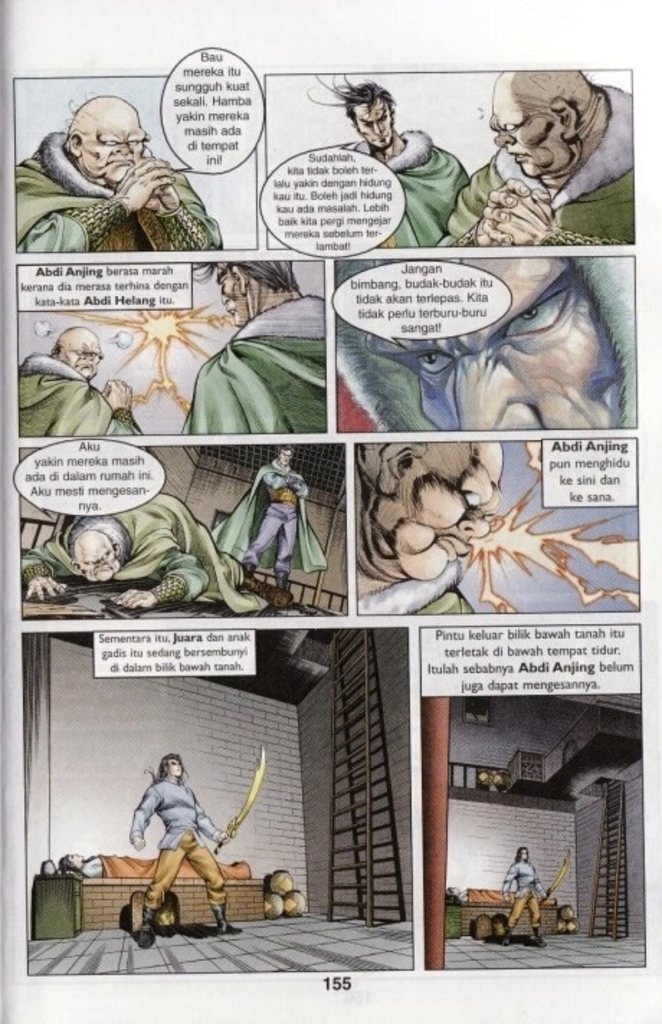 Bau
mereka itu
sungguh kuat
sekali. Hamba
yakin mereka
masih ada
di tempat
ini!
Sudahlah,
kita tidak boleh ter-
lalu yakin dengan hidung
kau itu. Boleh jadi hidung
kau ada masalah. Lebih
baik kita pergi mengejar
mereka sebelum ter-
lambat!
Abdi Anjing berasa marah
kerana dia merasa terhina dengan
kata-kata Abdi Helang itu.
Jangan
bimbang, budak-budak itu
tidak akan terlepas. Kita
tidak perlu terburu-buru
sangat!
Aku
yakin mereka masih
ada di dalam rumah ini.
Aku mesti mengesan-
nya.
Abdi Anjing
pun menghidu
ke sini dan
ke sana.
Sementara itu, Juara dan anak
gadis itu sedang bersembunyi
di dalam bilik bawah tanah.
Pintu keluar bilik bawah tanah itu
terletak di bawah tempat tidur.
Itulah sebabnya Abdi Anjing belum
juga dapat mengesannya.
155